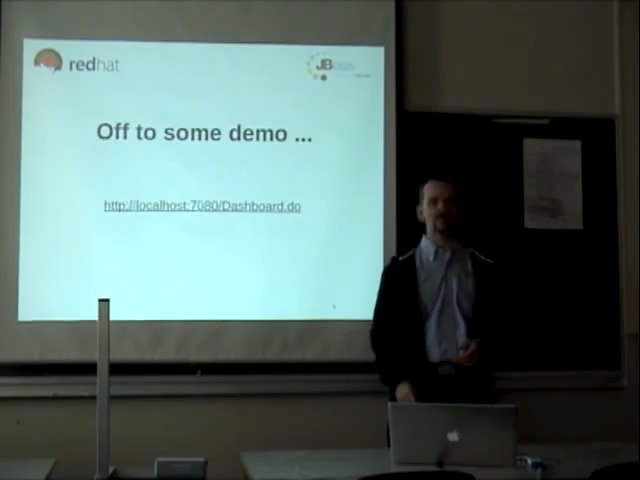 redhat
JBoss
Off to some demo ...
http://localhost:7080/Dashboard.do